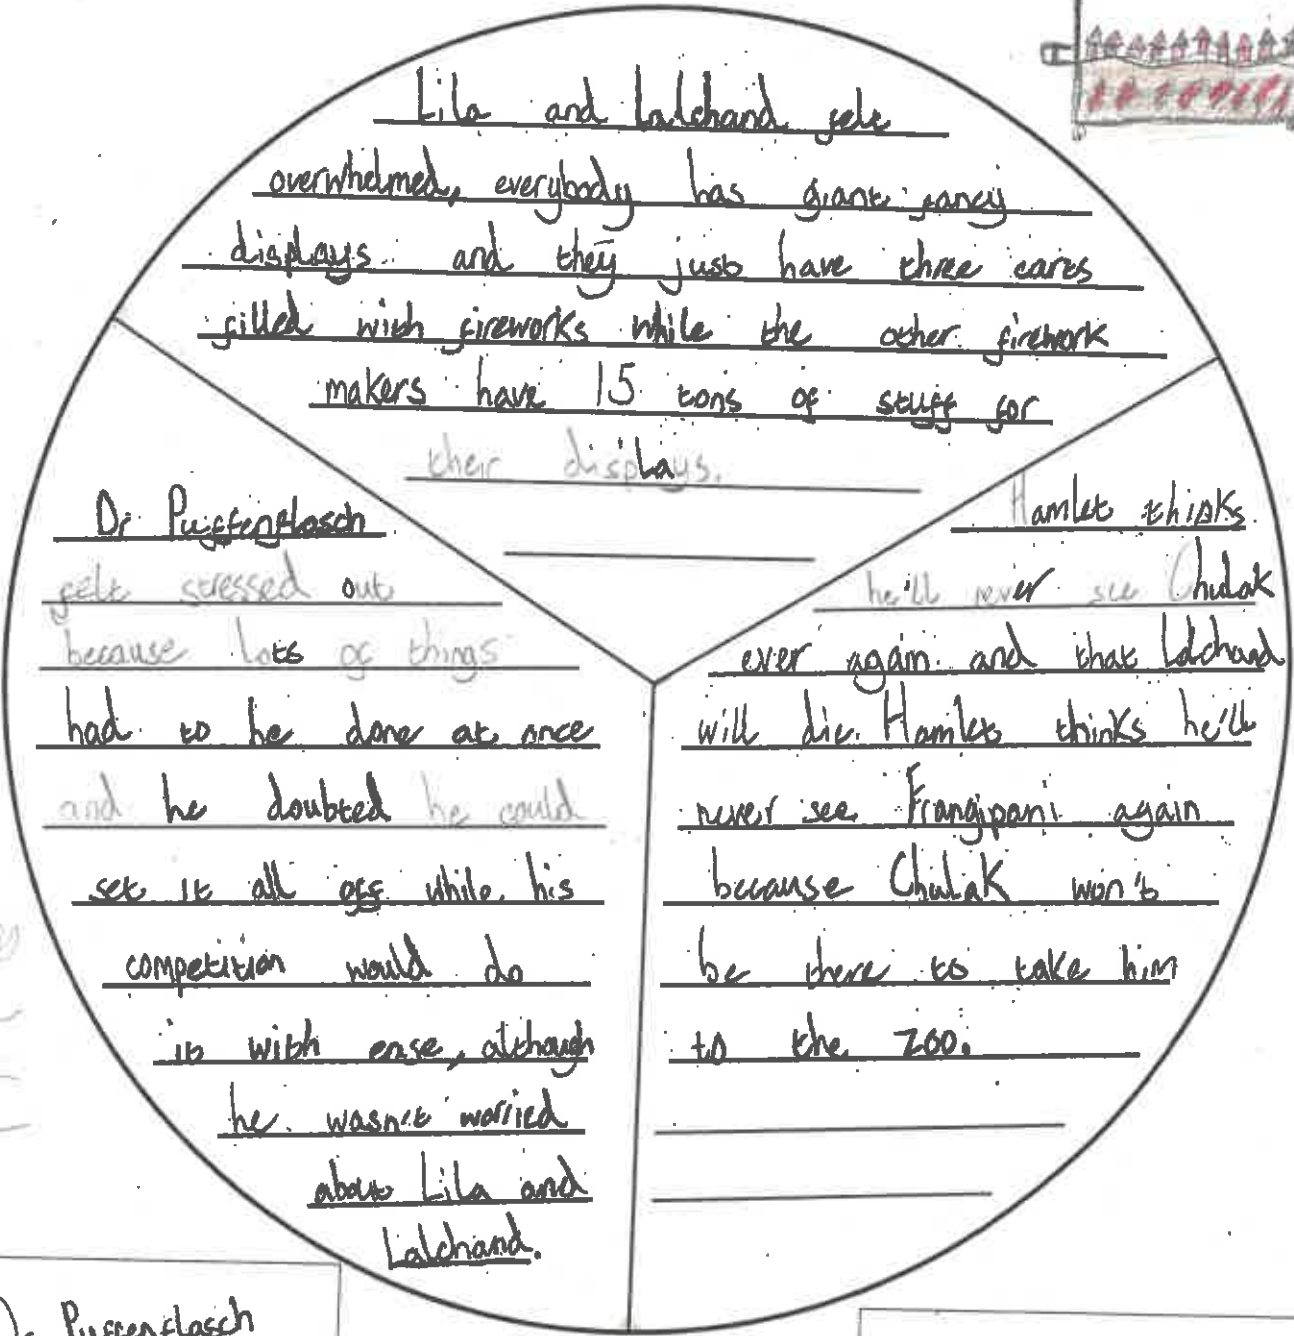 Lila and Lalchand felt
overwhelmed, everybody has giant fancy
displays and they just have three carts
filled with fireworks while the other firework
makers have 15 tons of stuff for
their displays.
Dr Puffenflasch
felt stressed out
because lots of things
had to be done at once
and he doubted he could
set it all off while his
competition would do
it with ease, although
he wasn't worried
about Lila and
Lalchand.
Hamlet thinks
he'll never see Chulak
ever again and that Lalchand
will die. Hamlet thinks he'll
never see Frangipani again
because Chulak won't
be there to take him
to the zoo.
Dr Puffenflasch